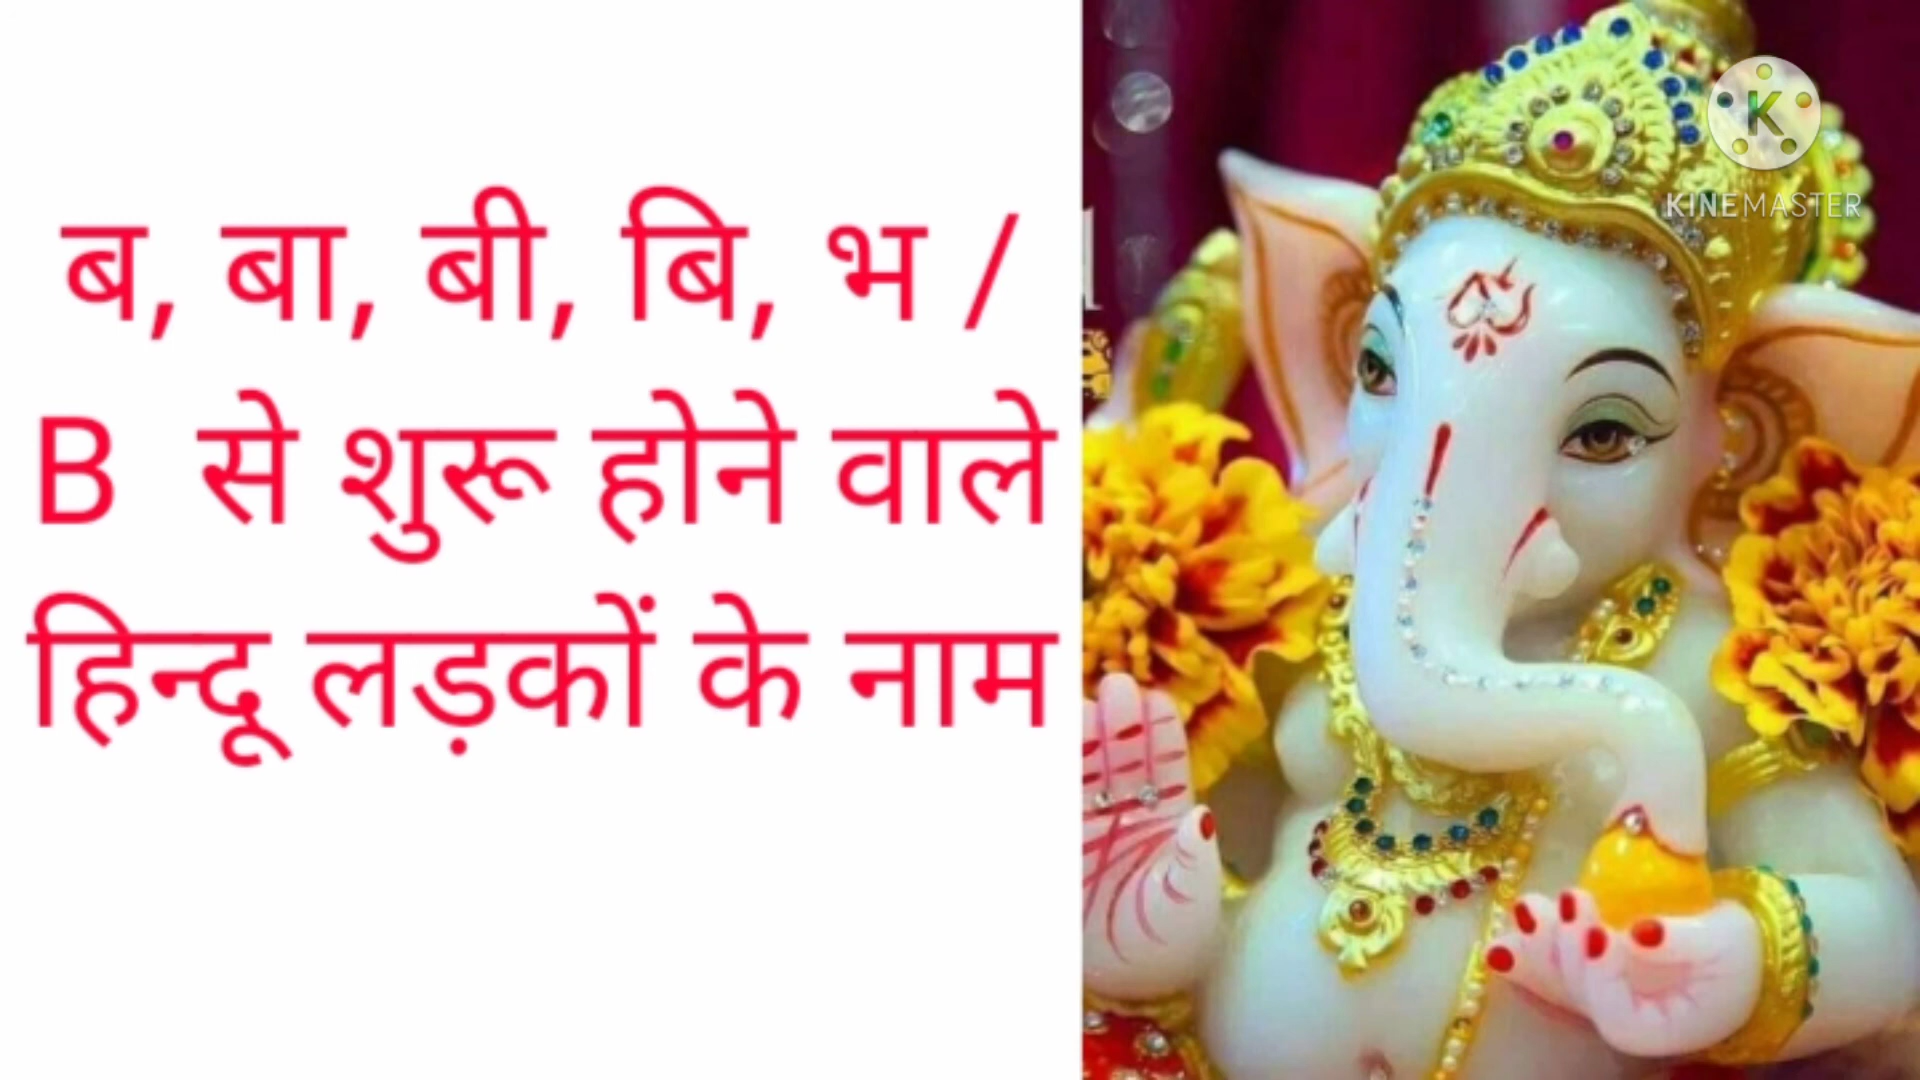 ब, बा, बी, बि, भ /
B से शुरू होने वाले
हिन्दू लड़कों के नाम
K
KINEMASTER